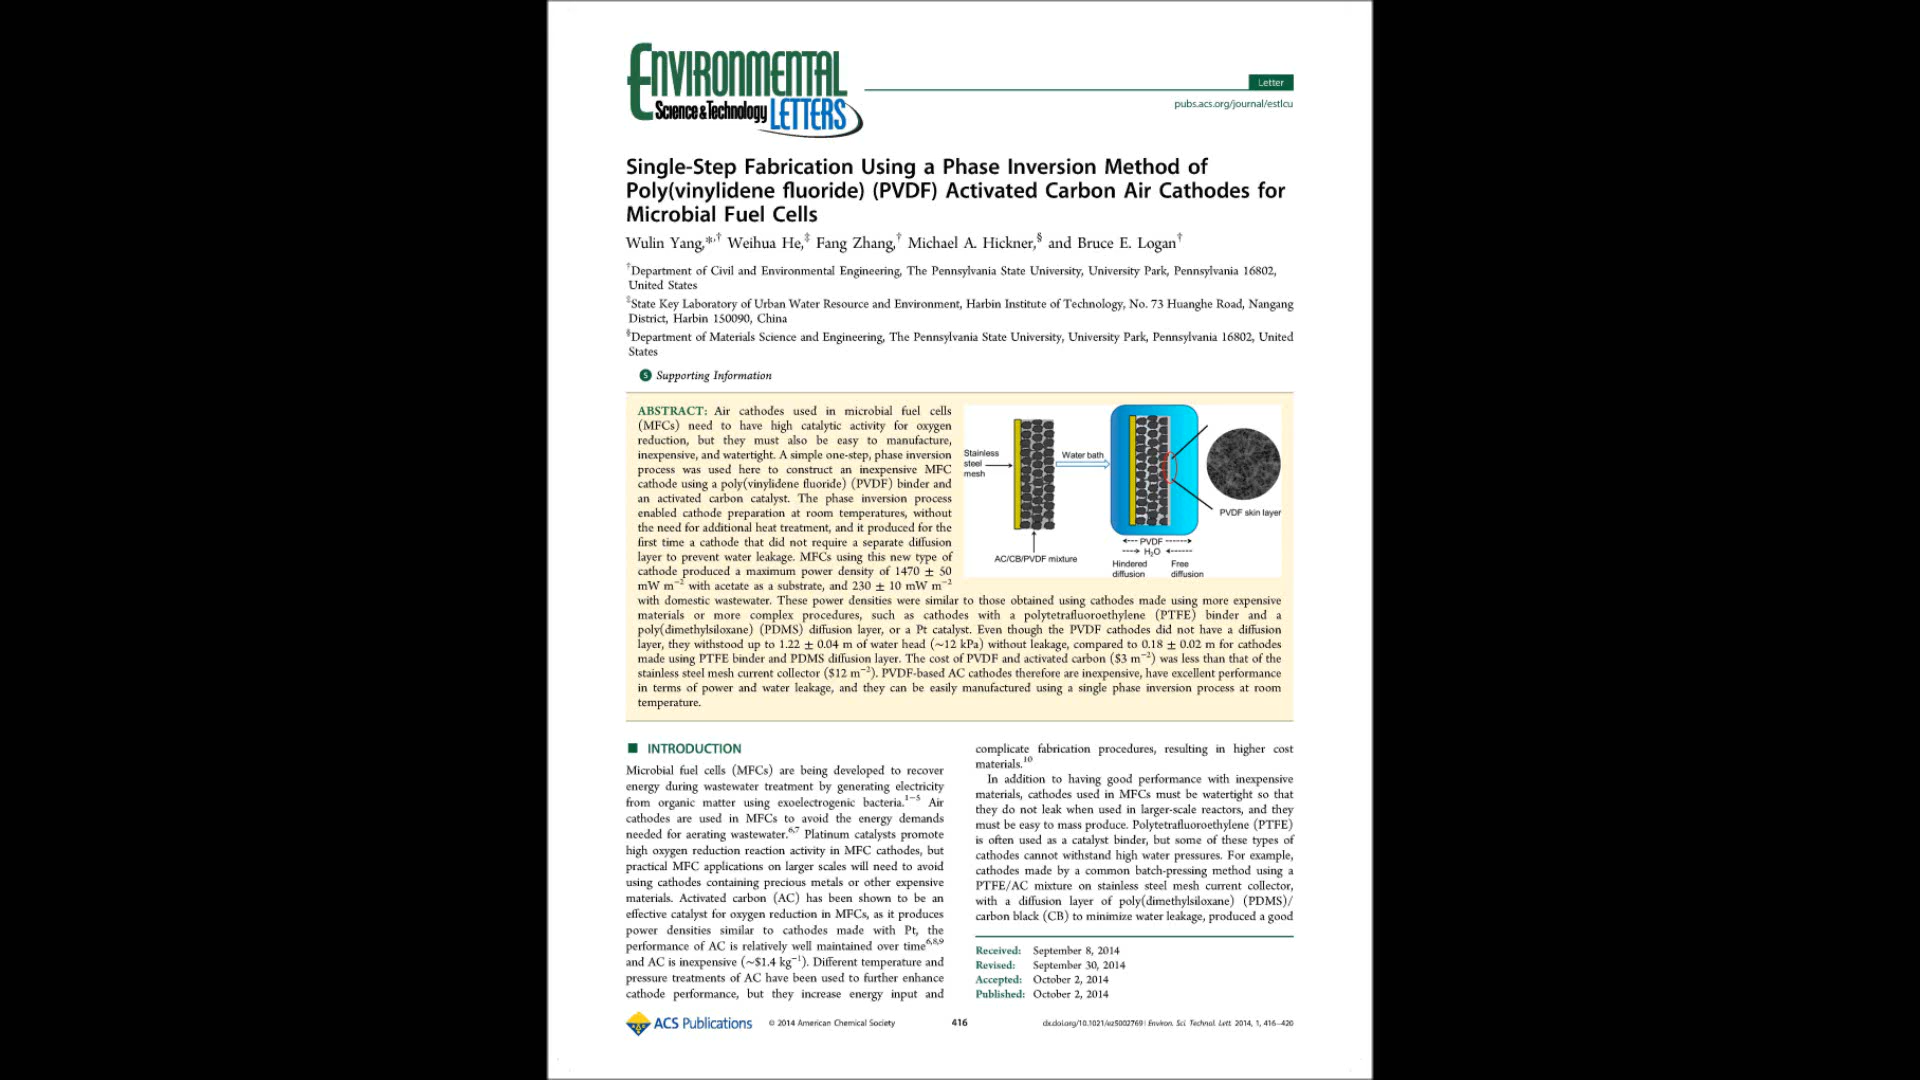 ENVIRONMENTAL
Science & Technology LETTERS
Letter
pubs.acs.org/journal/estlcu
Single-Step Fabrication Using a Phase Inversion Method of
Poly(vinylidene fluoride) (PVDF) Activated Carbon Air Cathodes for
Microbial Fuel Cells
Wulin Yang,*,† Weihua He,‡ Fang Zhang,† Michael A. Hickner,§ and Bruce E. Logan†
†Department of Civil and Environmental Engineering, The Pennsylvania State University, University Park, Pennsylvania 16802,
United States
‡State Key Laboratory of Urban Water Resource and Environment, Harbin Institute of Technology, No. 73 Huanghe Road, Nangang
District, Harbin 150090, China
§Department of Materials Science and Engineering, The Pennsylvania State University, University Park, Pennsylvania 16802, United
States
S Supporting Information
ABSTRACT: Air cathodes used in microbial fuel cells
(MFCs) need to have high catalytic activity for oxygen
reduction, but they must also be easy to manufacture,
inexpensive, and watertight. A simple one-step, phase inversion
process was used here to construct an inexpensive MFC
cathode using a poly(vinylidene fluoride) (PVDF) binder and
an activated carbon catalyst. The phase inversion process
enabled cathode preparation at room temperatures, without
the need for additional heat treatment, and it produced for the
first time a cathode that did not require a separate diffusion
layer to prevent water leakage. MFCs using this new type of
cathode produced a maximum power density of 1470 ± 50
mW m⁻² with acetate as a substrate, and 230 ± 10 mW m⁻²
with domestic wastewater. These power densities were similar to those obtained using cathodes made using more expensive
materials or more complex procedures, such as cathodes with a polytetrafluoroethylene (PTFE) binder and a
poly(dimethylsiloxane) (PDMS) diffusion layer, or a Pt catalyst. Even though the PVDF cathodes did not have a diffusion
layer, they withstood up to 1.22 ± 0.04 m of water head (∼12 kPa) without leakage, compared to 0.18 ± 0.02 m for cathodes
made using PTFE binder and PDMS diffusion layer. The cost of PVDF and activated carbon ($3 m⁻²) was less than that of the
stainless steel mesh current collector ($12 m⁻²). PVDF-based AC cathodes therefore are inexpensive, have excellent performance
in terms of power and water leakage, and they can be easily manufactured using a single phase inversion process at room
temperature.
Stainless
steel
mesh
Water bath
PVDF skin layer
AC/CB/PVDF mixture
PVDF
H₂O
Hindered
diffusion
Free
diffusion
■ INTRODUCTION
Microbial fuel cells (MFCs) are being developed to recover
energy during wastewater treatment by generating electricity
from organic matter using exoelectrogenic bacteria.¹⁻⁵ Air
cathodes are used in MFCs to avoid the energy demands
needed for aerating wastewater.⁶,⁷ Platinum catalysts promote
high oxygen reduction reaction activity in MFC cathodes, but
practical MFC applications on larger scales will need to avoid
using cathodes containing precious metals or other expensive
materials. Activated carbon (AC) has been shown to be an
effective catalyst for oxygen reduction in MFCs, as it produces
power densities similar to cathodes made with Pt, the
performance of AC is relatively well maintained over time⁶,⁸,⁹
and AC is inexpensive (∼$1.4 kg⁻¹). Different temperature and
pressure treatments of AC have been used to further enhance
cathode performance, but they increase energy input and
complicate fabrication procedures, resulting in higher cost
materials.¹⁰
In addition to having good performance with inexpensive
materials, cathodes used in MFCs must be watertight so that
they do not leak when used in larger-scale reactors, and they
must be easy to mass produce. Polytetrafluoroethylene (PTFE)
is often used as a catalyst binder, but some of these types of
cathodes cannot withstand high water pressures. For example,
cathodes made by a common batch-pressing method using a
PTFE/AC mixture on stainless steel mesh current collector,
with a diffusion layer of poly(dimethylsiloxane) (PDMS)/
carbon black (CB) to minimize water leakage, produced a good
Received: September 8, 2014
Revised: September 30, 2014
Accepted: October 2, 2014
Published: October 2, 2014
ACS Publications
© 2014 American Chemical Society
416
dx.doi.org/10.1021/ez5002769 | Environ. Sci. Technol. Lett. 2014, 1, 416−420